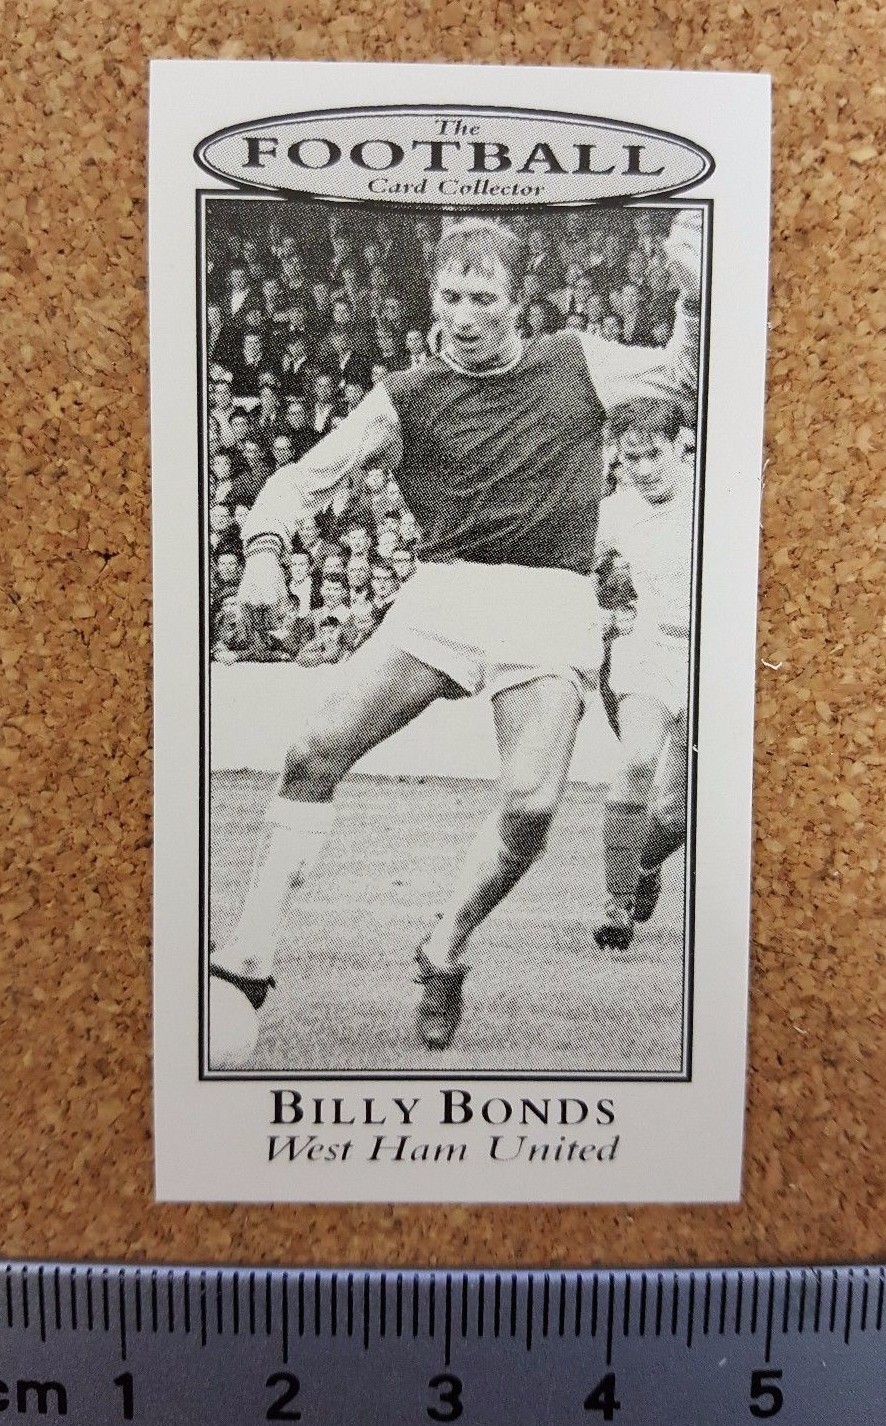 The
FOOTBALL
Card Collector
BILLY BONDS
West Ham United
cm 1 2 3 4 5